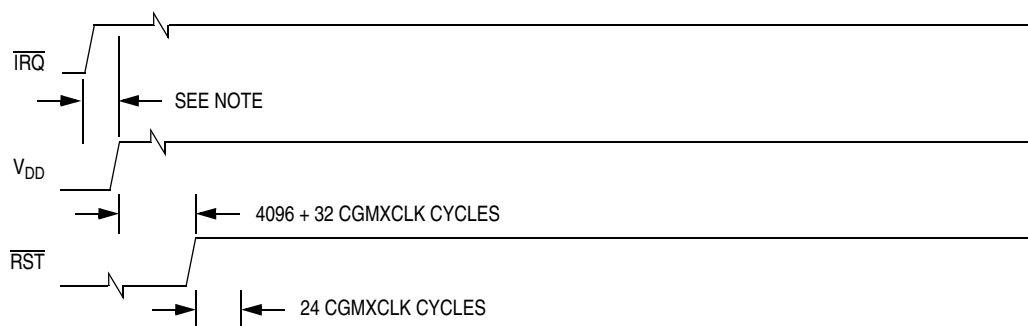 IRQ
SEE NOTE
VDD
4096 + 32 CGMXCLK CYCLES
RST
24 CGMXCLK CYCLES